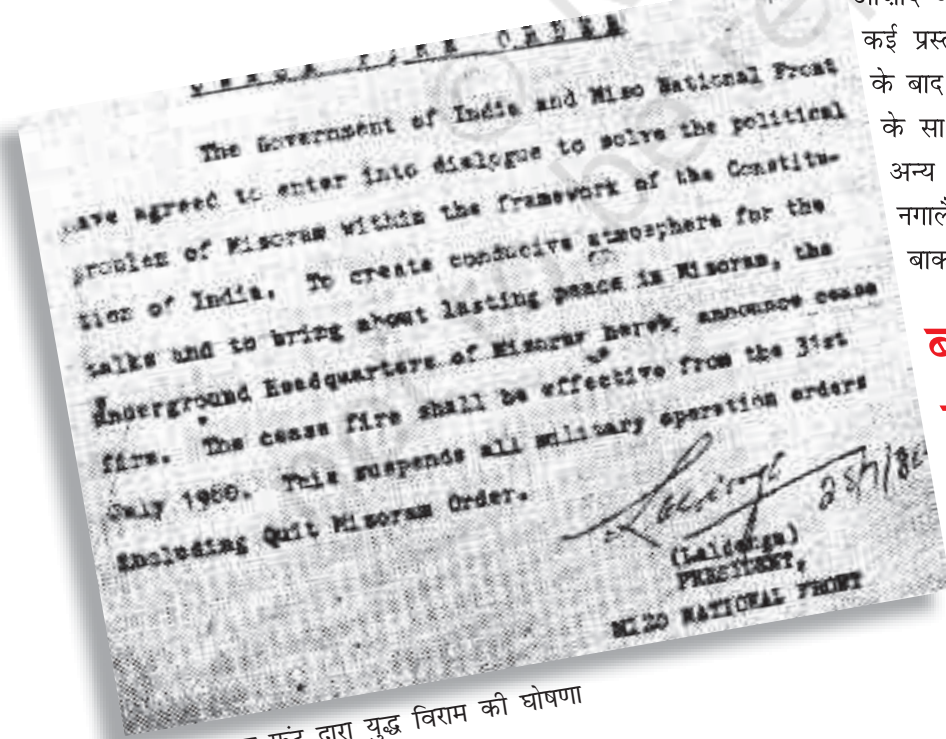 CEASE FIRE ORDER
The Government of India and Mizo National Front
have agreed to enter into dialogue to solve the political
problem of Mizoram within the framework of the Constitu-
tion of India. To create conducive atmosphere for the
talks and to bring about lasting peace in Mizoram, the
Underground Headquarters of Mizoram hereby announce cease
fire. The cease fire shall be effective from the 31st
July 1980. This suspends all military operation orders
including Quit Mizoram Order.
(Laldenga)
PRESIDENT,
MIZO NATIONAL FRONT
द्वारा युद्ध विराम की घोषणा
कई
के बाद
के
अन्य